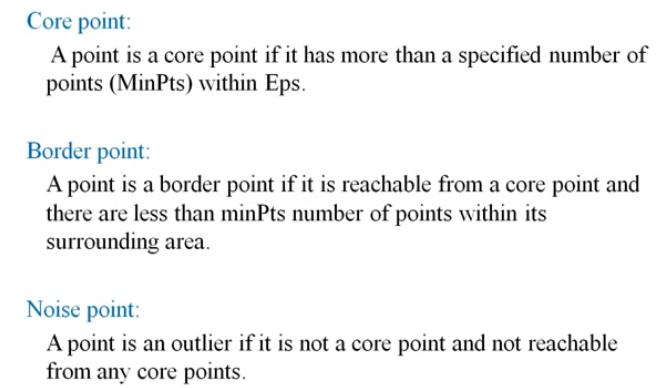 Core point:
A point is a core point if it has more than a specified number of
points (MinPts) within Eps.
Border point:
A point is a border point if it is reachable from a core point and
there are less than minPts number of points within its
surrounding area.
Noise point:
A point is an outlier if it is not a core point and not reachable
from any core points.